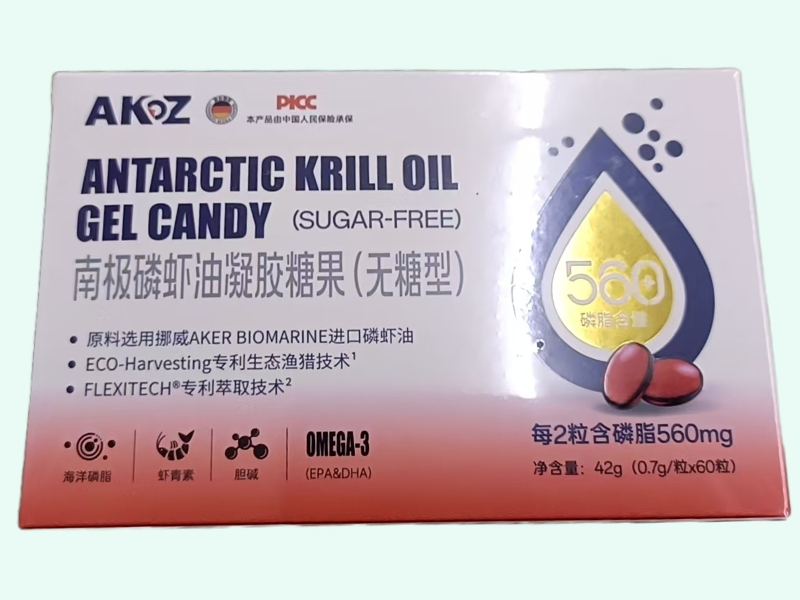 AKOZ
PICC
本产品由中国人民保险承保
ANTARCTIC KRILL OIL
GEL CANDY (SUGAR-FREE)
南极磷虾油凝胶糖果(无糖型)
• 原料选用挪威AKER BIOMARINE进口磷虾油
• ECO-Harvesting专利生态渔猎技术¹
• FLEXITECH®专利萃取技术²
560+
磷脂含量
海洋磷脂
虾青素
胆碱
OMEGA-3
(EPA&DHA)
每2粒含磷脂560mg
净含量:42g(0.7g/粒x60粒)